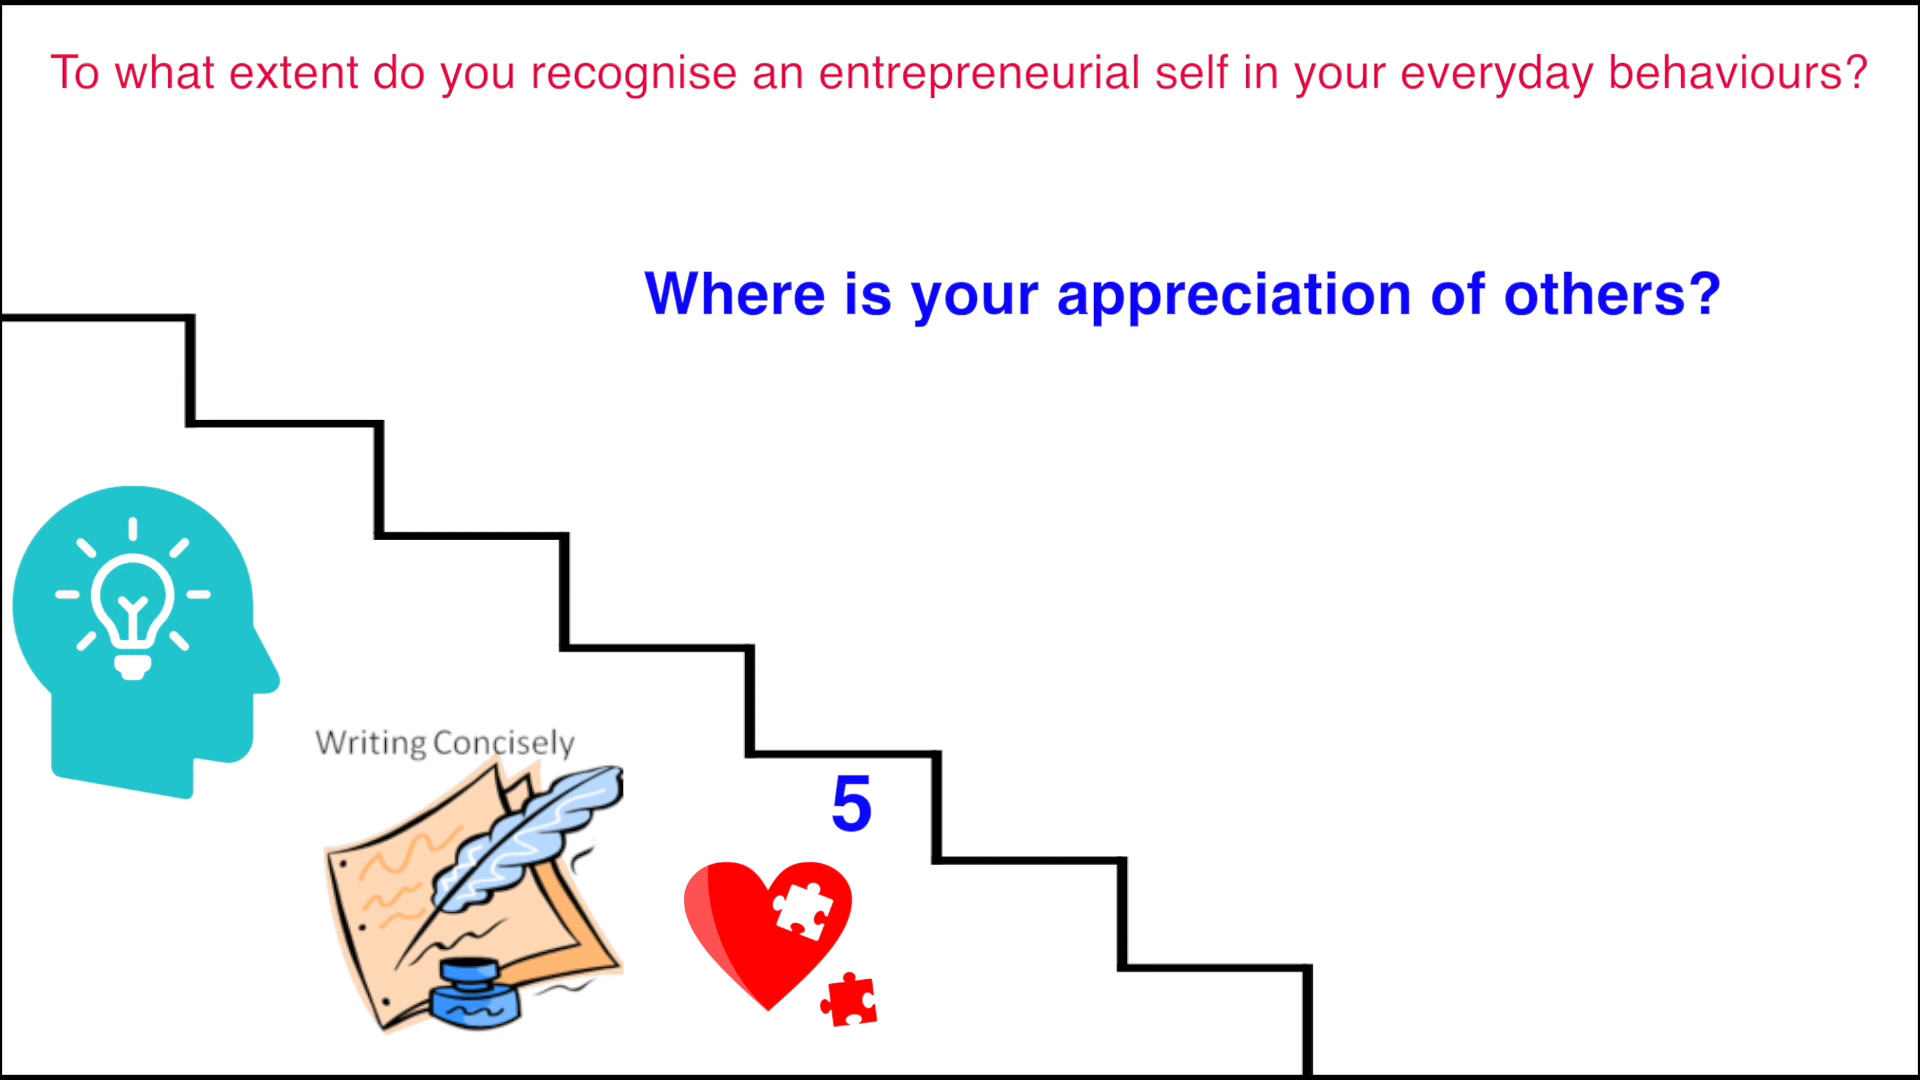 To what extent do you recognise an entrepreneurial self in your everyday behaviours?
Where is your appreciation of others?
Writing Concisely
5